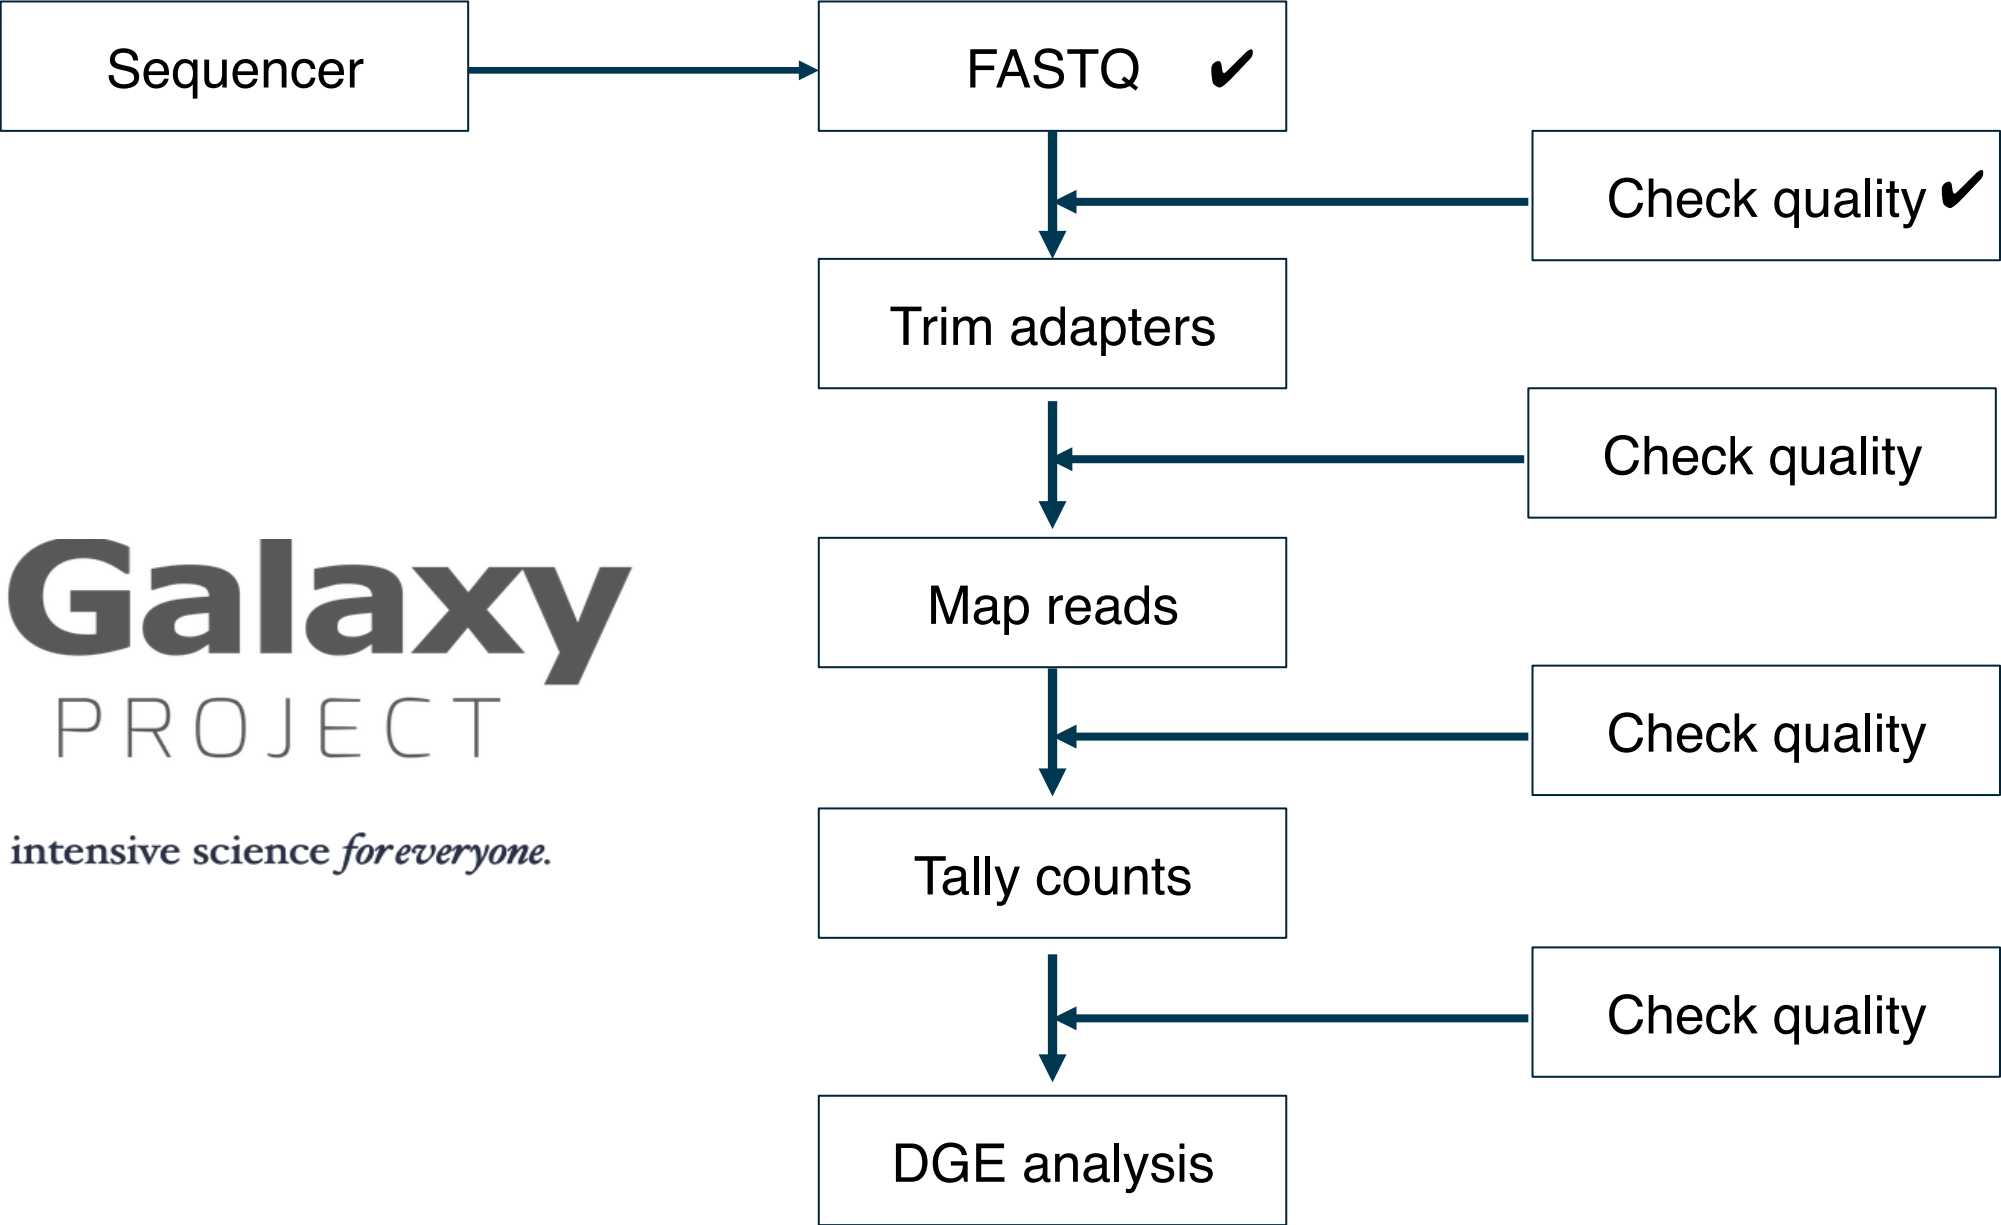 Sequencer
FASTQ ✔
Check quality ✔
Trim adapters
Check quality
Galaxy
PROJECT
Map reads
Check quality
intensive science for everyone.
Tally counts
Check quality
DGE analysis